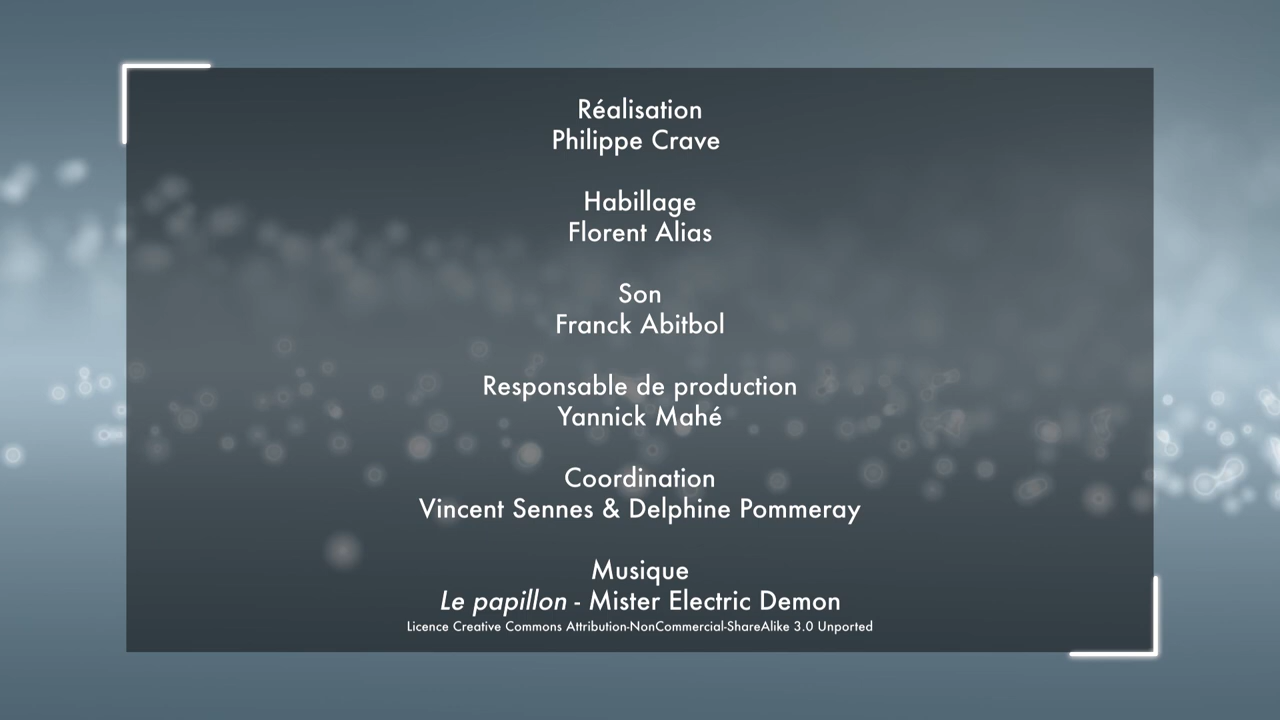 Réalisation
Philippe Crave
Habillage
Florent Alias
Son
Franck Abitbol
Responsable de production
Yannick Mahé
Coordination
Vincent Sennes & Delphine Pommeray
Musique
Le papillon - Mister Electric Demon
Licence Creative Commons Attribution-NonCommercial-ShareAlike 3.0 Unported